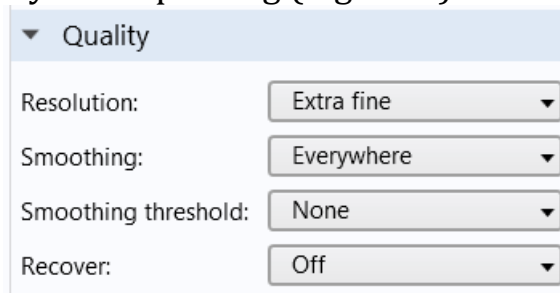 Quality
Resolution: Extra fine
Smoothing: Everywhere
Smoothing threshold: None
Recover: Off